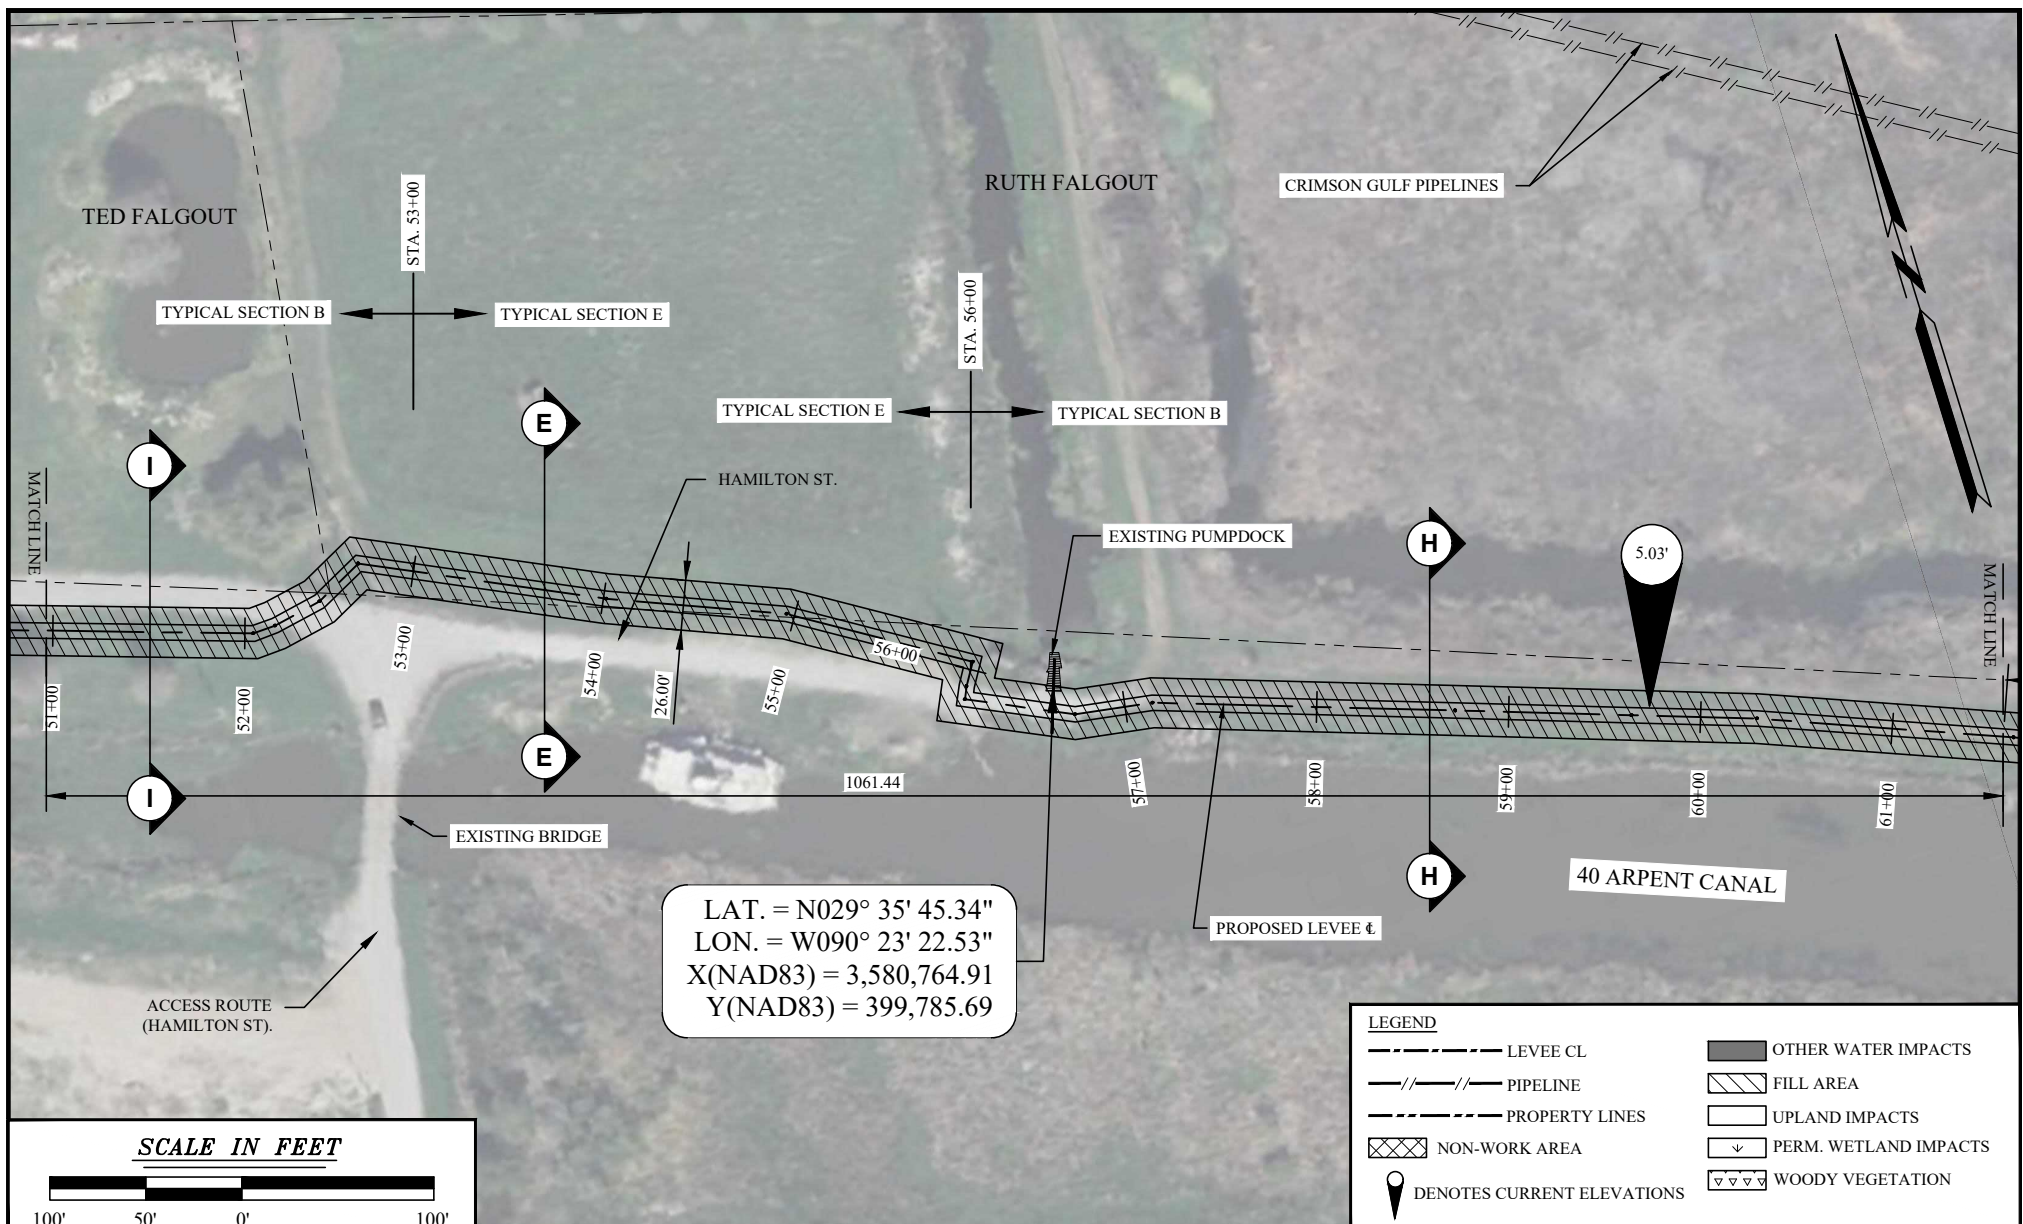 CRIMSON GULF PIPELINES
RUTH FALGOUT
TED FALGOUT
STA. 53+00
TYPICAL SECTION B
TYPICAL SECTION E
STA. 56+00
TYPICAL SECTION E
TYPICAL SECTION B
E
I
H
HAMILTON ST.
MATCH LINE
EXISTING PUMPDOCK
5.03'
MATCH LINE
51+00
52+00
53+00
54+00
26.00'
55+00
56+00
57+00
58+00
59+00
60+00
61+00
E
I
H
1061.44
EXISTING BRIDGE
40 ARPENT CANAL
PROPOSED LEVEE ℄
LAT. = N029° 35' 45.34"
LON. = W090° 23' 22.53"
X(NAD83) = 3,580,764.91
Y(NAD83) = 399,785.69
ACCESS ROUTE
(HAMILTON ST).
SCALE IN FEET
100' 50' 0' 100'
LEGEND
LEVEE CL
PIPELINE
PROPERTY LINES
NON-WORK AREA
DENOTES CURRENT ELEVATIONS
OTHER WATER IMPACTS
FILL AREA
UPLAND IMPACTS
PERM. WETLAND IMPACTS
WOODY VEGETATION